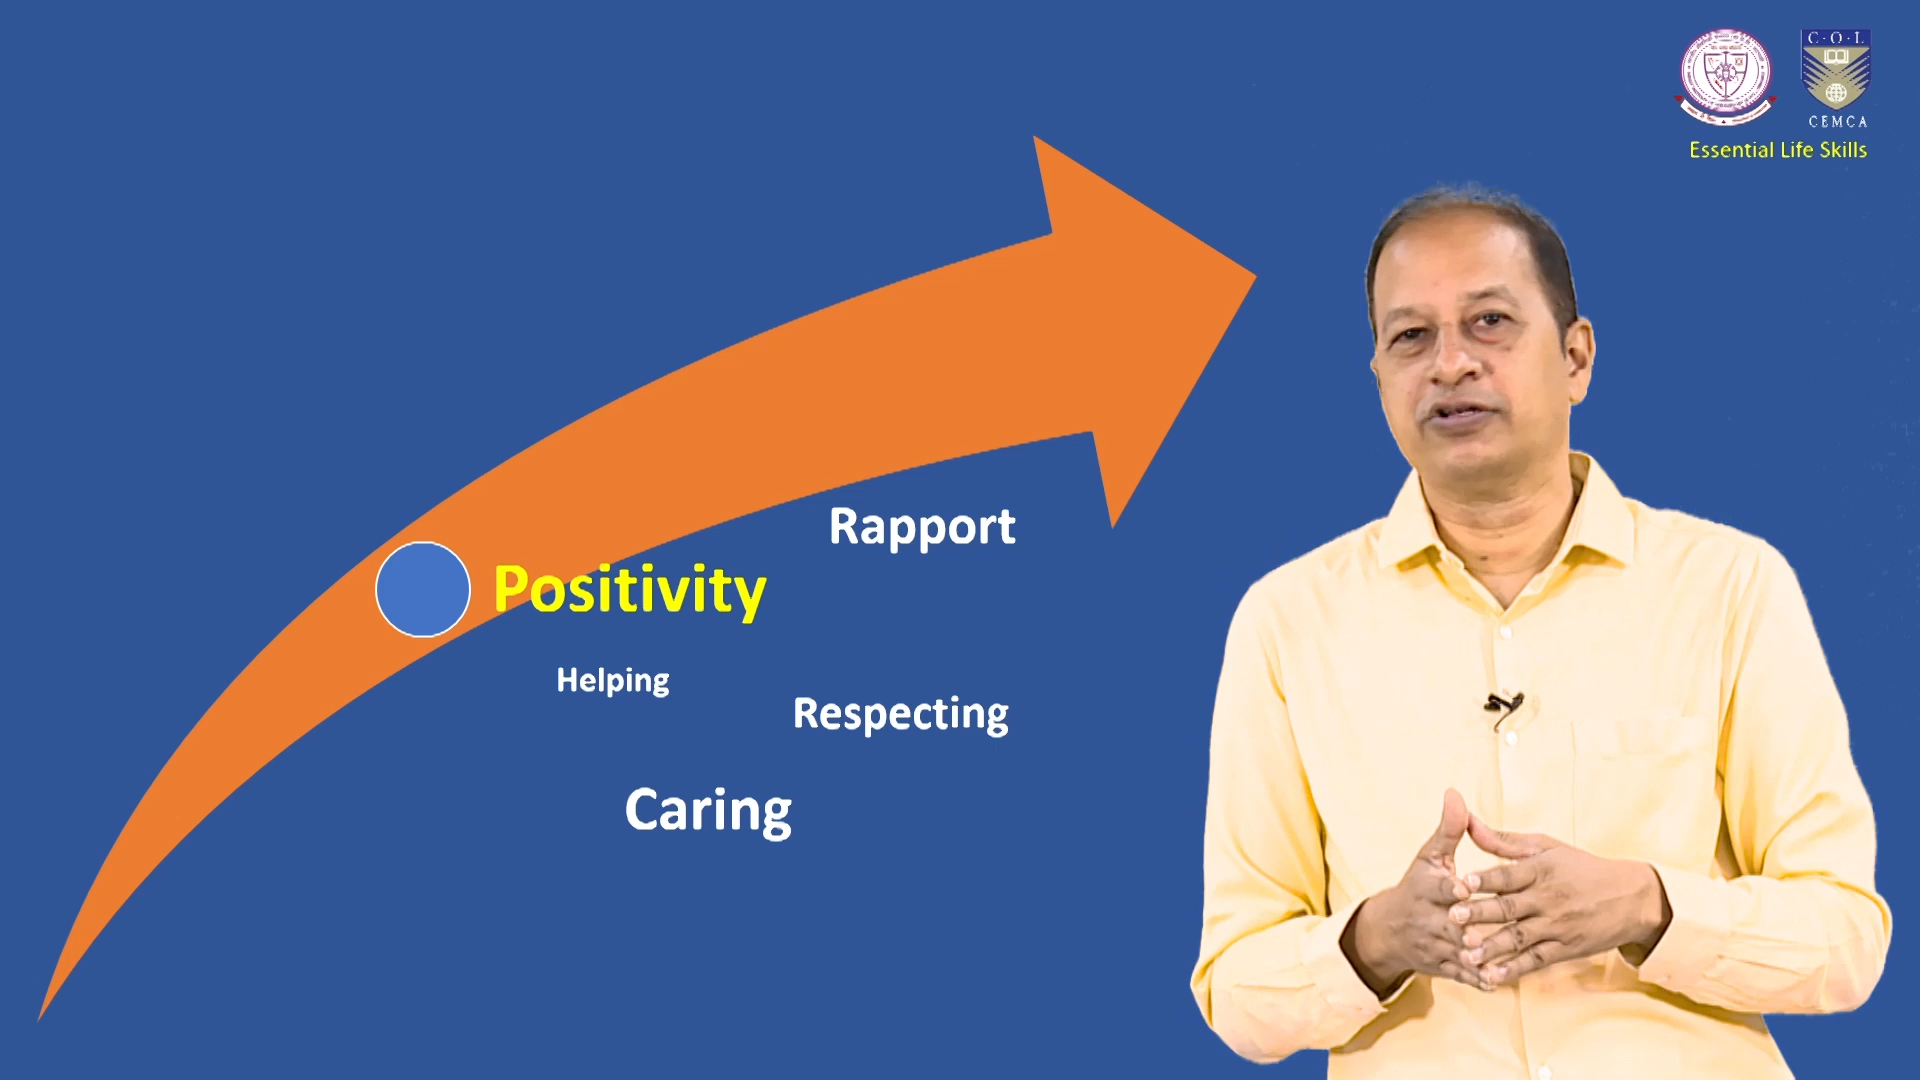 C·O·L
CEMCA
Essential Life Skills
Rapport
Positivity
Helping
Respecting
Caring